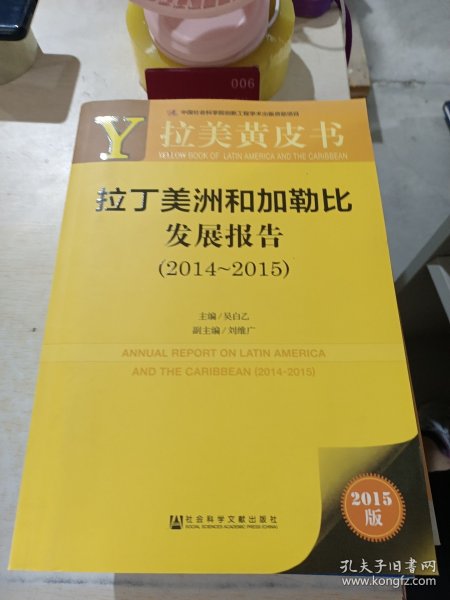 006
中国社会科学院创新工程学术出版资助项目
Y 拉美黄皮书
YELLOW BOOK OF LATIN AMERICA AND THE CARIBBEAN
拉丁美洲和加勒比
发展报告
(2014~2015)
主编/吴白乙
副主编/刘维广
ANNUAL REPORT ON LATIN AMERICA
AND THE CARIBBEAN (2014-2015)
2015
版
社会科学文献出版社
SOCIAL SCIENCES ACADEMIC PRESS (CHINA)
孔夫子旧书网
www.kongfz.com